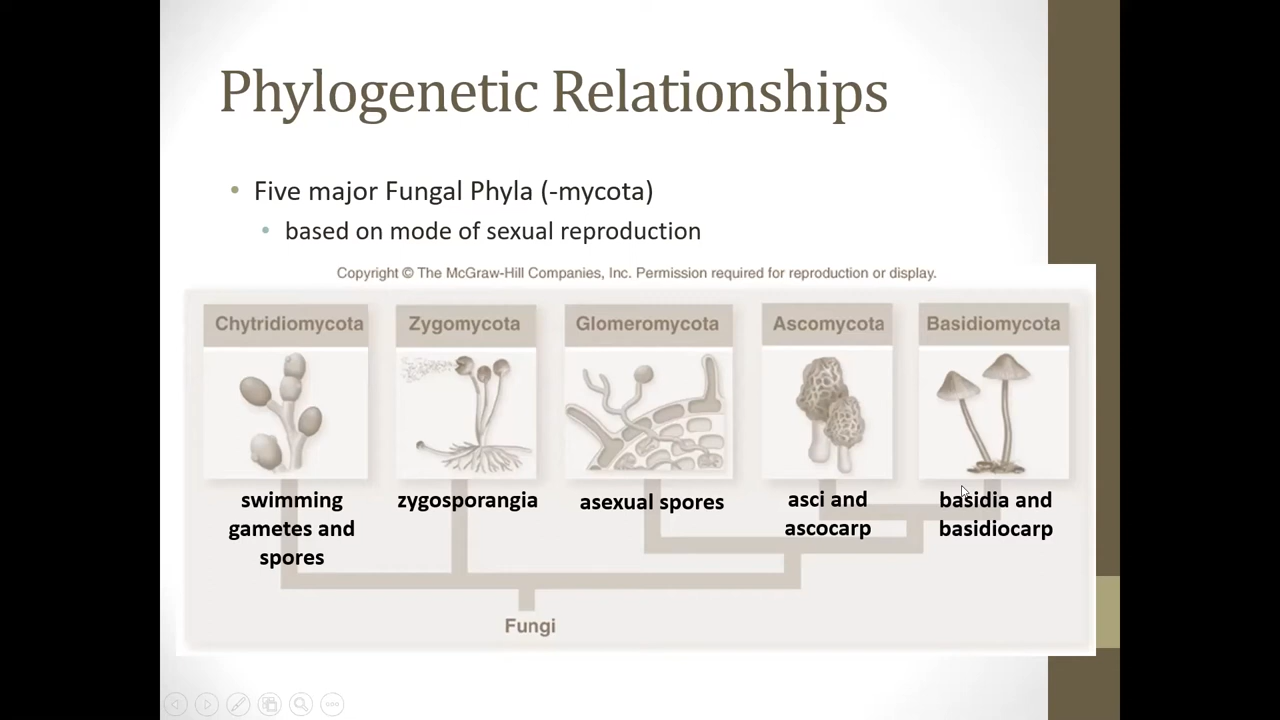 Phylogenetic Relationships
• Five major Fungal Phyla (-mycota)
• based on mode of sexual reproduction
Copyright © The McGraw-Hill Companies, Inc. Permission required for reproduction or display.
Chytridiomycota
Zygomycota
Glomeromycota
Ascomycota
Basidiomycota
swimming
gametes and
spores
zygosporangia
asexual spores
asci and
ascocarp
basidia and
basidiocarp
Fungi